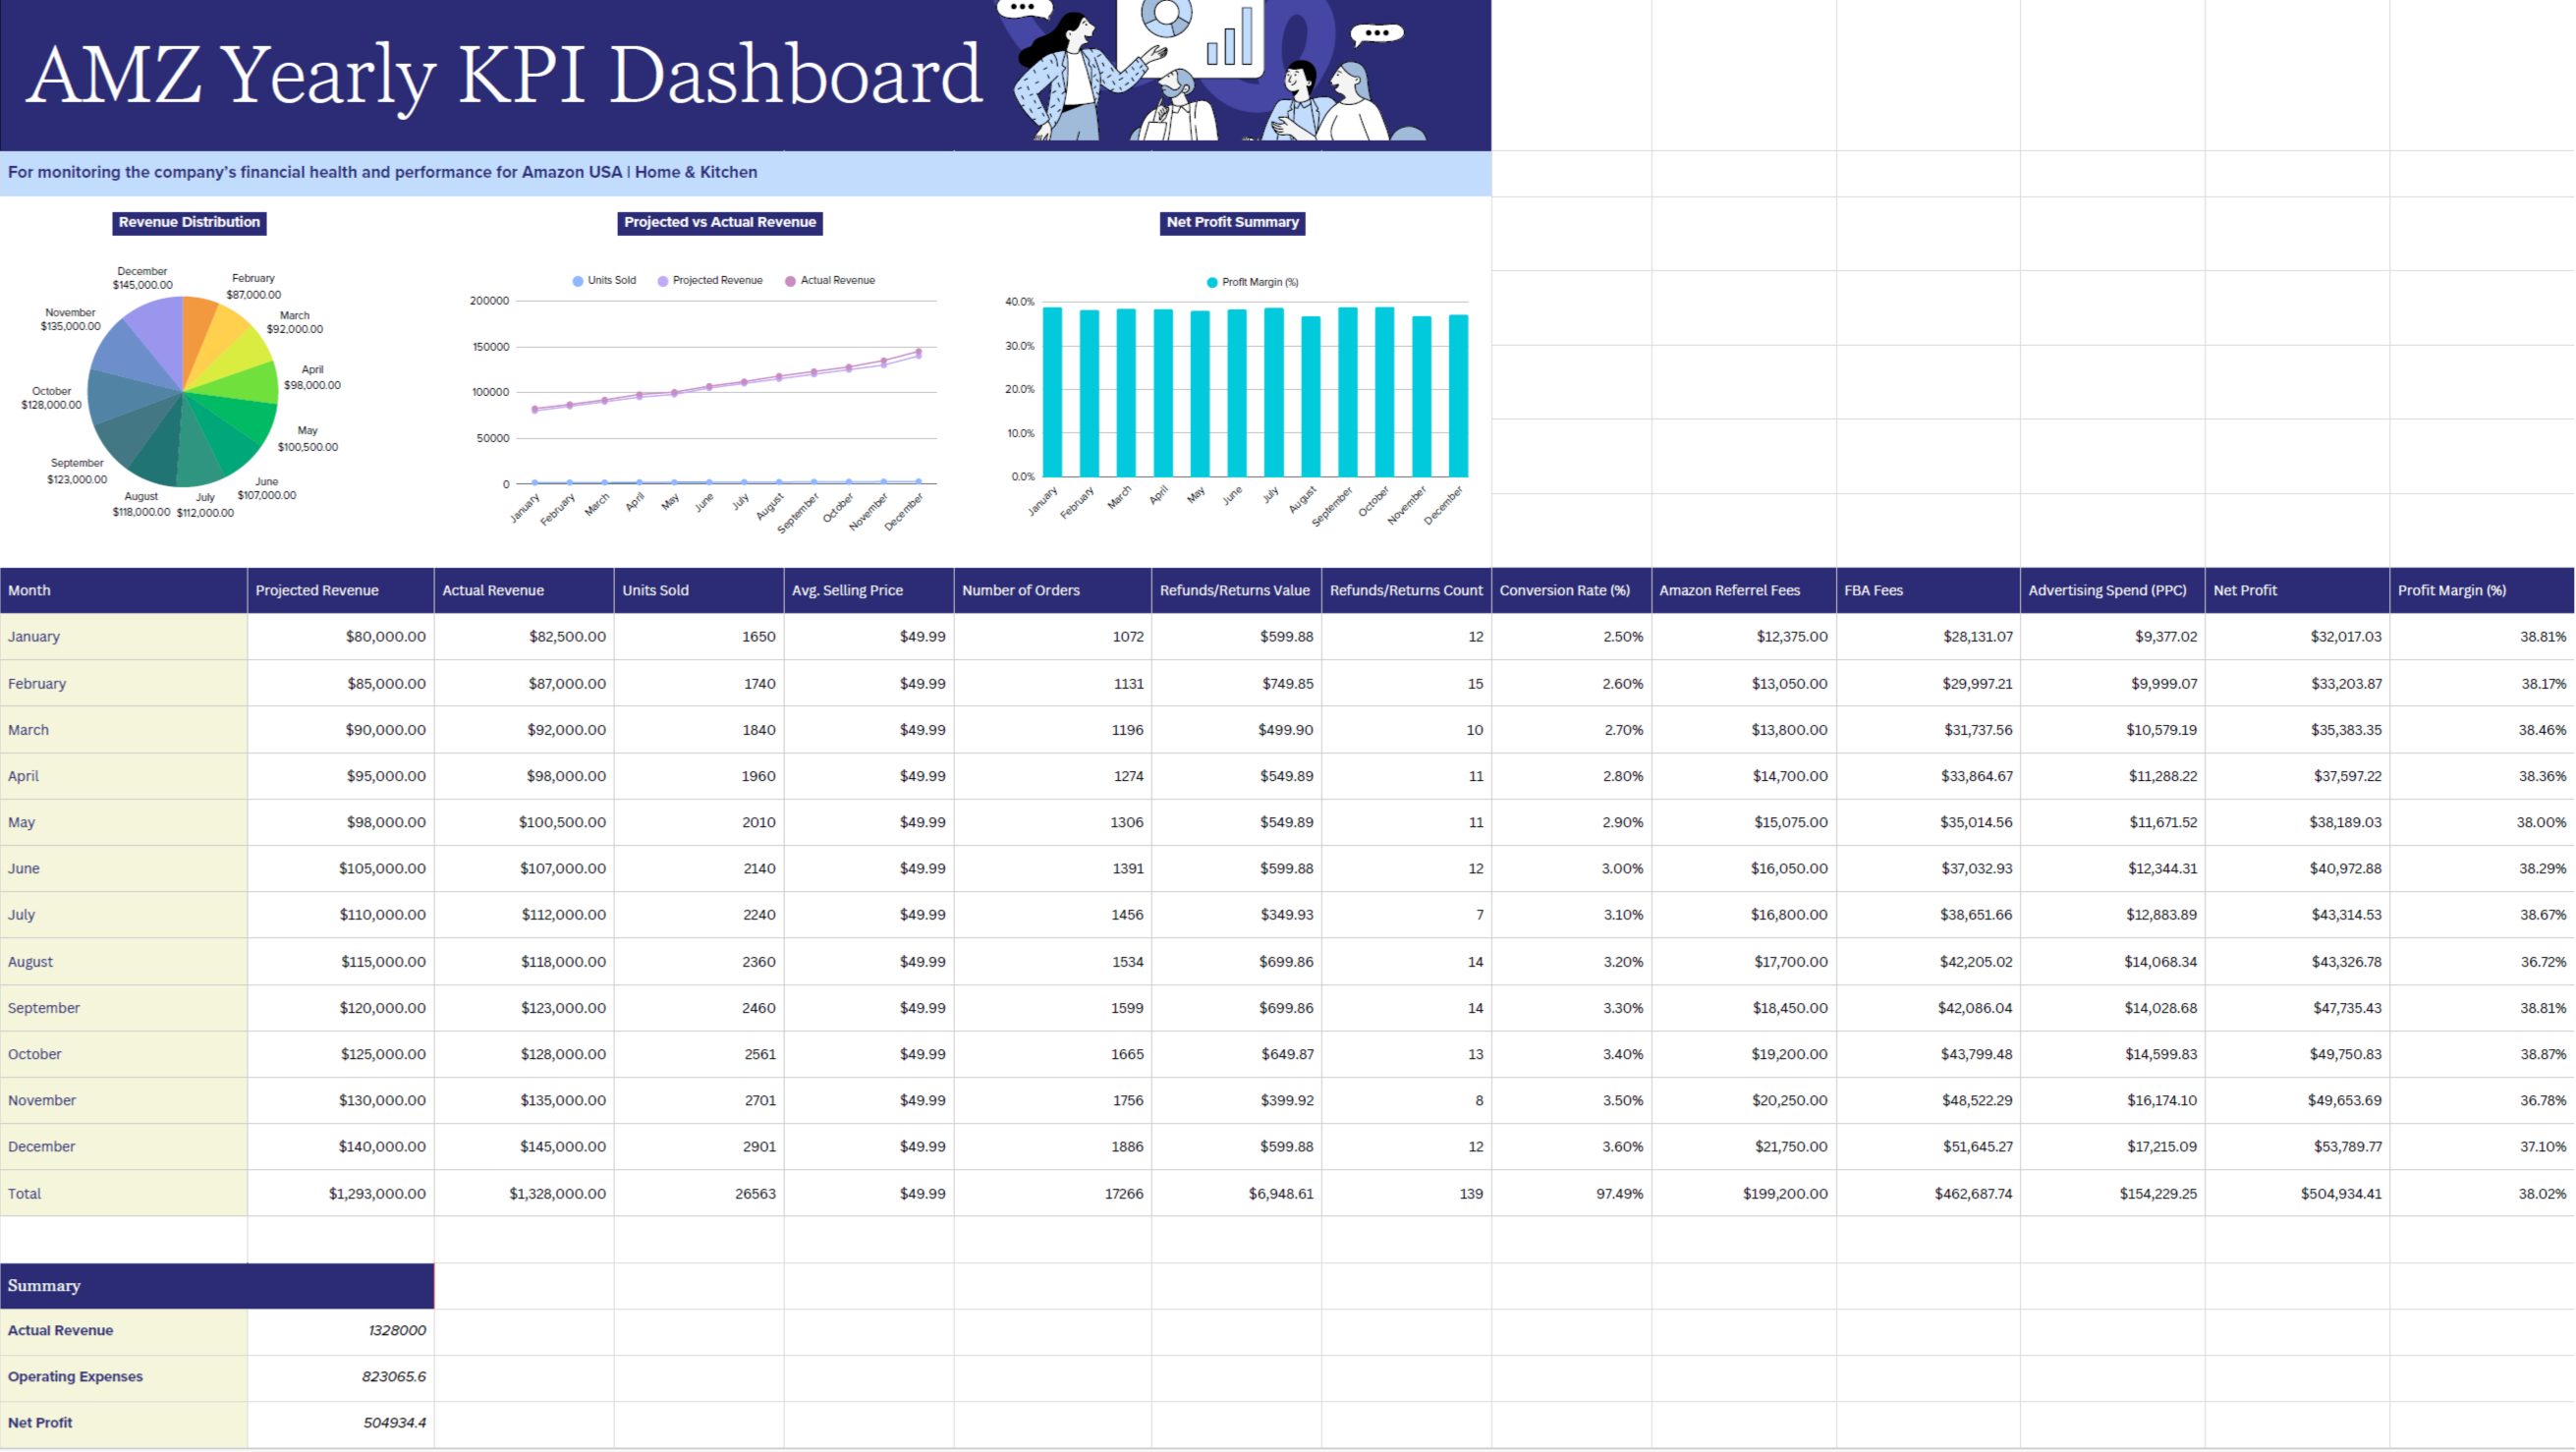 AMZ Yearly KPI Dashboard
For monitoring the company's financial health and performance for Amazon USA | Home & Kitchen
Revenue Distribution
December
$145,000.00
February
$87,000.00
November
$135,000.00
March
$92,000.00
October
$128,000.00
April
$98,000.00
May
$100,500.00
September
$123,000.00
June
$107,000.00
August
$118,000.00
July
$112,000.00
Projected vs Actual Revenue
Units Sold Projected Revenue Actual Revenue
200000
150000
100000
50000
0
January February March April May June July August September October November December
Net Profit Summary
Profit Margin (%)
40.0%
30.0%
20.0%
10.0%
0.0%
January February March April May June July August September October November December
Month Projected Revenue Actual Revenue Units Sold Avg. Selling Price Number of Orders Refunds/Returns Value Refunds/Returns Count Conversion Rate (%) Amazon Referral Fees FBA Fees Advertising Spend (PPC) Net Profit Profit Margin (%)
January $80,000.00 $82,500.00 1650 $49.99 1072 $599.88 12 2.50% $12,375.00 $28,131.07 $9,377.02 $32,017.03 38.81%
February $85,000.00 $87,000.00 1740 $49.99 1131 $749.85 15 2.60% $13,050.00 $29,997.21 $9,999.07 $33,203.87 38.17%
March $90,000.00 $92,000.00 1840 $49.99 1196 $499.90 10 2.70% $13,800.00 $31,737.56 $10,579.19 $35,383.35 38.46%
April $95,000.00 $98,000.00 1960 $49.99 1274 $549.89 11 2.80% $14,700.00 $33,864.67 $11,288.22 $37,597.22 38.36%
May $98,000.00 $100,500.00 2010 $49.99 1306 $549.89 11 2.90% $15,075.00 $35,014.56 $11,671.52 $38,189.03 38.00%
June $105,000.00 $107,000.00 2140 $49.99 1391 $599.88 12 3.00% $16,050.00 $37,032.93 $12,344.31 $40,972.88 38.29%
July $110,000.00 $112,000.00 2240 $49.99 1456 $349.93 7 3.10% $16,800.00 $38,651.66 $12,883.89 $43,314.53 38.67%
August $115,000.00 $118,000.00 2360 $49.99 1534 $699.86 14 3.20% $17,700.00 $42,205.02 $14,068.34 $43,326.78 36.72%
September $120,000.00 $123,000.00 2460 $49.99 1599 $699.86 14 3.30% $18,450.00 $42,086.04 $14,028.68 $47,735.43 38.81%
October $125,000.00 $128,000.00 2561 $49.99 1665 $649.87 13 3.40% $19,200.00 $43,799.48 $14,599.83 $49,750.83 38.87%
November $130,000.00 $135,000.00 2701 $49.99 1756 $399.92 8 3.50% $20,250.00 $48,522.29 $16,174.10 $49,653.69 36.78%
December $140,000.00 $145,000.00 2901 $49.99 1886 $599.88 12 3.60% $21,750.00 $51,645.27 $17,215.09 $53,789.77 37.10%
Total $1,293,000.00 $1,328,000.00 26563 $49.99 17266 $6,948.61 139 97.49% $199,200.00 $462,687.74 $154,229.25 $504,934.41 38.02%
Summary
Actual Revenue 1328000
Operating Expenses 823065.6
Net Profit 504934.4